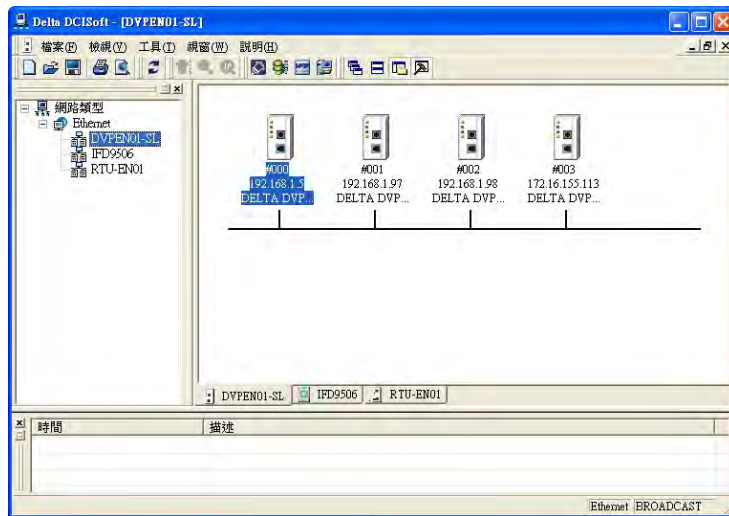 Delta DCISoft - [DVPEN01-SL]
檔案(F) 檢視(V) 工具(T) 視窗(W) 說明(H)
網路類型
Ethernet
DVPEN01-SL
IFD9506
RTU-EN01
#000
192.168.1.5
DELTA DVP...
#001
192.168.1.97
DELTA DVP...
#002
192.168.1.98
DELTA DVP...
#003
172.16.155.113
DELTA DVP...
DVPEN01-SL IFD9506 RTU-EN01
時間 描述
Ethernet BROADCAST